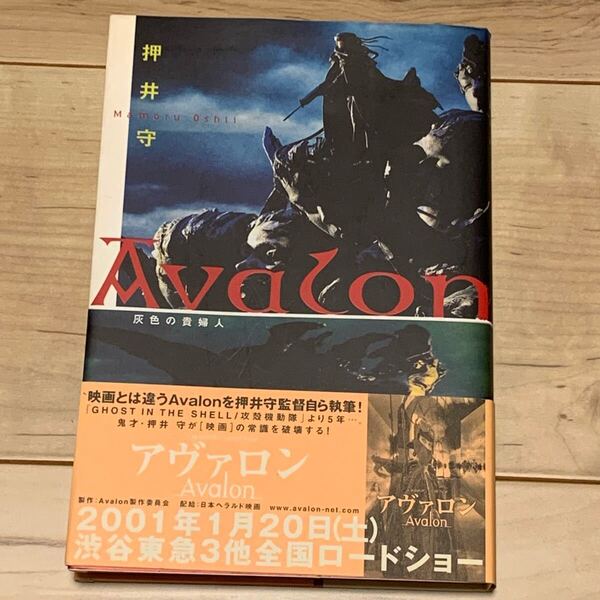 押井守
Mamoru Oshii
Avalon
灰色の貴婦人
映画とは違うAvalonを押井守監督自ら執筆!
「GHOST IN THE SHELL/攻殻機動隊」より5年…。
鬼才・押井 守が[映画]の常識を破壊する!
アヴァロン
Avalon
製作:Avalon製作委員会 配給:日本ヘラルド映画 www.avalon-net.com
2001年1月20日(土)
渋谷東急3他全国ロードショー
アヴァロン
Avalon